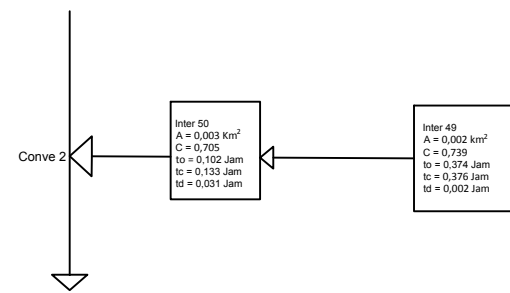 Conve 2
Inter 50
A = 0,003 Km²
C = 0,705
to = 0,102 Jam
tc = 0,133 Jam
td = 0,031 Jam
Inter 49
A = 0,002 km²
C = 0,739
to = 0,374 Jam
tc = 0,376 Jam
td = 0,002 Jam